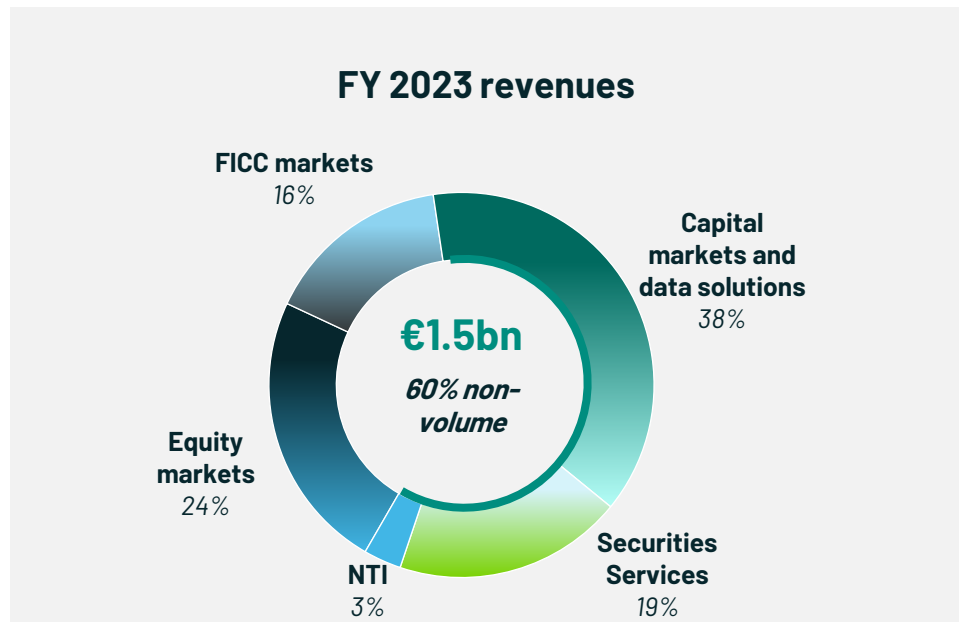 FY 2023 revenues
FICC markets
16%
Capital
markets and
data solutions
38%
€1.5bn
60% non-
volume
Equity
markets
24%
Securities
Services
19%
NTI
3%